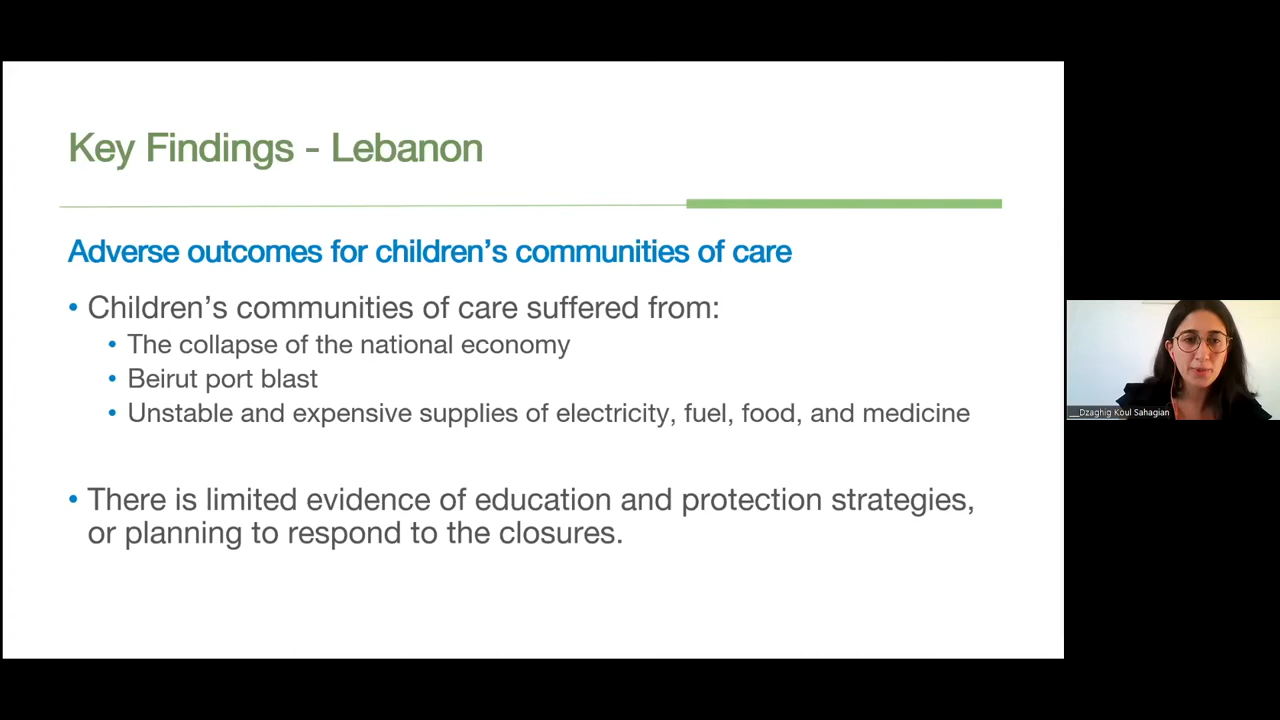 Key Findings - Lebanon
Adverse outcomes for children’s communities of care
• Children’s communities of care suffered from:
• The collapse of the national economy
• Beirut port blast
• Unstable and expensive supplies of electricity, fuel, food, and medicine
• There is limited evidence of education and protection strategies,
or planning to respond to the closures.
__Dzaghig Koul Sahagian